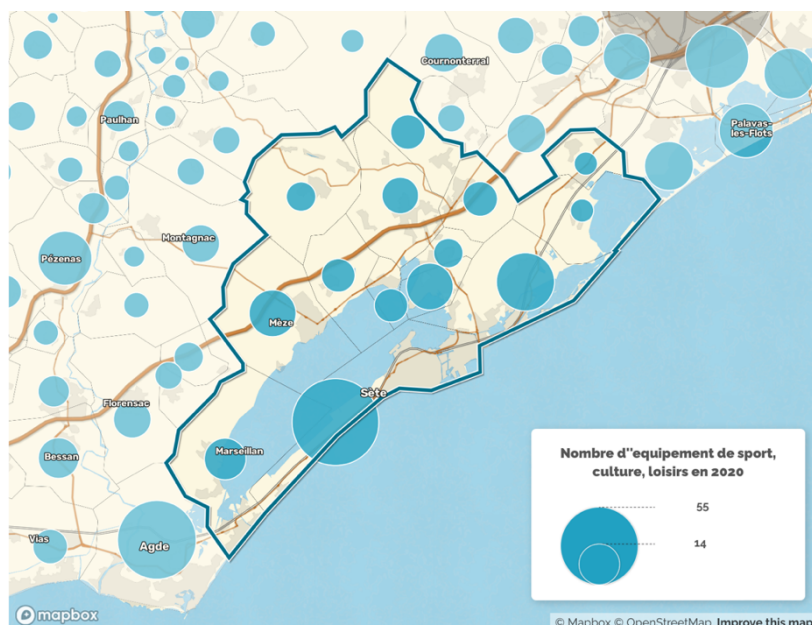 Cournonterral
Paulhan
Palavas-
les-Flots
Montagnac
Pézenas
Mèze
Sète
Florensac
Marseillan
Bessan
Vias
Agde
Nombre d''equipement de sport,
culture, loisirs en 2020
55
14
mapbox
© Mapbox © OpenStreetMap Improve this map